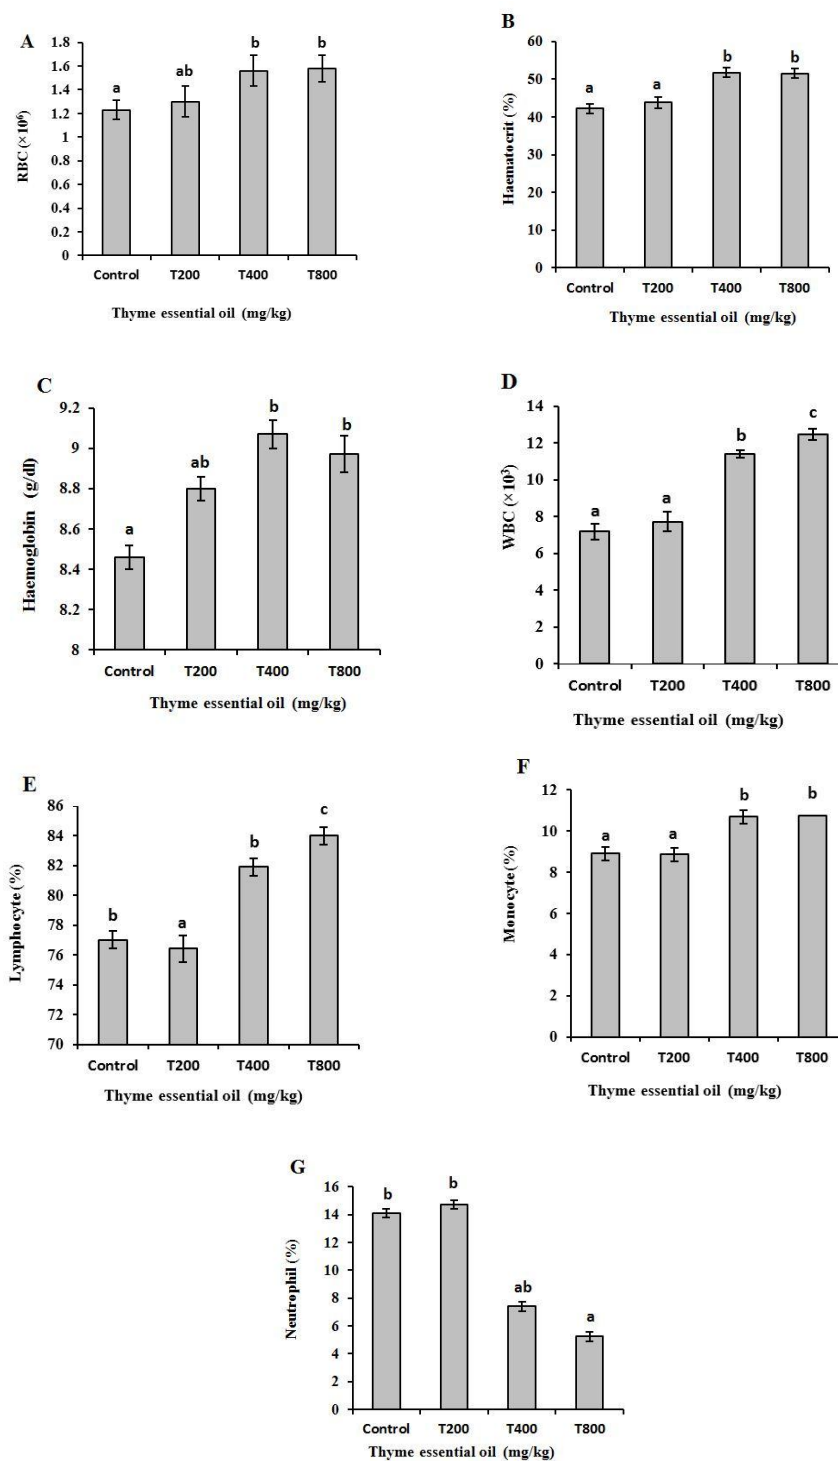 A
RBC (×10⁶)
1.8
1.6
1.4
1.2
1
0.8
0.6
0.4
0.2
0
a
ab
b
b
Control T200 T400 T800
Thyme essential oil (mg/kg)
B
Haematocrit (%)
60
50
40
30
20
10
0
a
a
b
b
Control T200 T400 T800
Thyme essential oil (mg/kg)
C
Haemoglobin (g/dl)
9.2
9
8.8
8.6
8.4
8.2
8
a
ab
b
b
Control T200 T400 T800
Thyme essential oil (mg/kg)
D
WBC (×10³)
14
12
10
8
6
4
2
0
a
a
b
c
Control T200 T400 T800
Thyme essential oil (mg/kg)
E
Lymphocyte (%)
86
84
82
80
78
76
74
72
70
b
a
b
c
Control T200 T400 T800
Thyme essential oil (mg/kg)
F
Monocyte (%)
12
10
8
6
4
2
0
a
a
b
b
Control T200 T400 T800
Thyme essential oil (mg/kg)
G
Neutrophil (%)
16
14
12
10
8
6
4
2
0
b
b
ab
a
Control T200 T400 T800
Thyme essential oil (mg/kg)